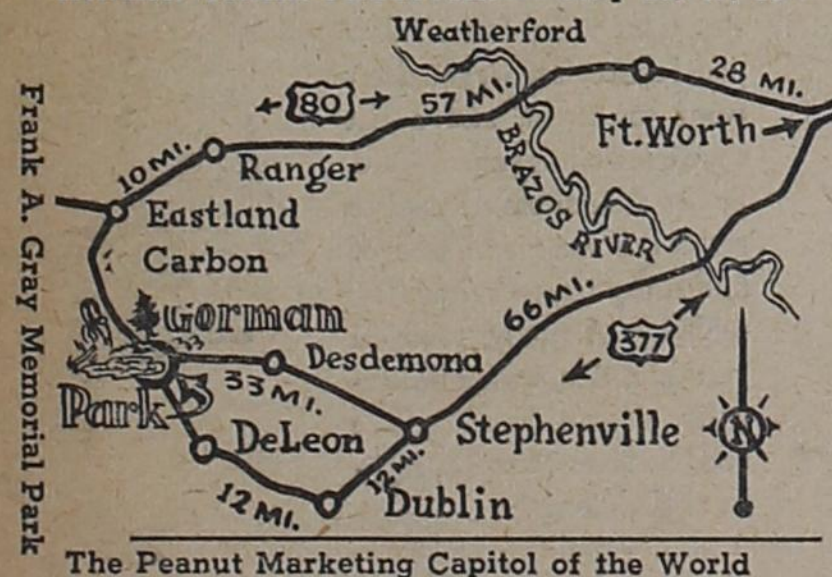 Weatherford
28 MI.
80
57 MI.
Ft. Worth
10 MI.
Ranger
BRAZOS RIVER
Eastland
Carbon
Gorman
66 MI.
377
Desdemona
33 MI.
Park
DeLeon
Stephenville
N
12 MI.
12 MI.
Dublin
Frank A. Gray Memorial Park
The Peanut Marketing Capitol of the World